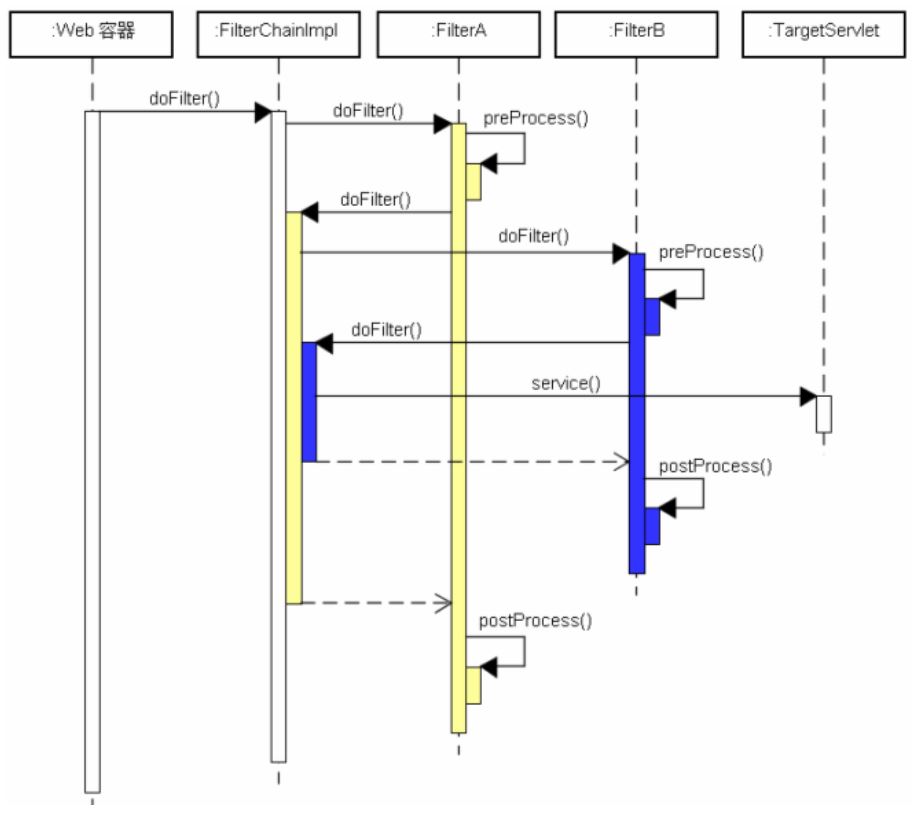 :Web 容器
:FilterChainImpl
:FilterA
:FilterB
:TargetServlet
doFilter()
doFilter()
preProcess()
doFilter()
doFilter()
preProcess()
doFilter()
service()
postProcess()
postProcess()